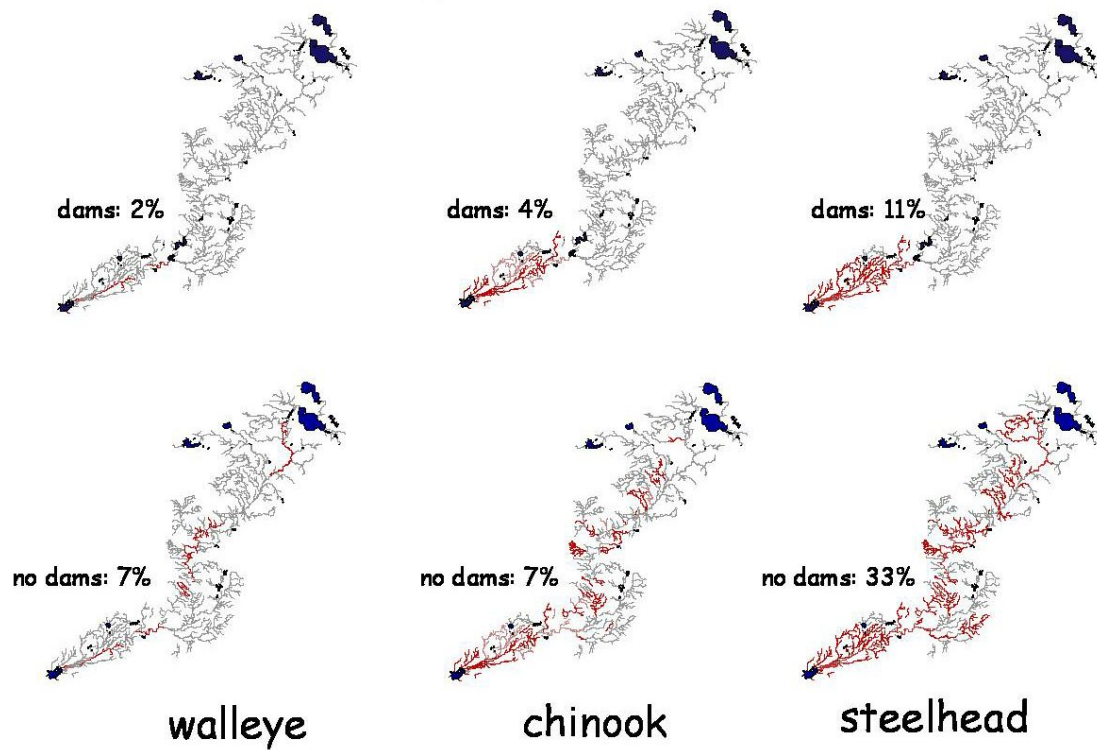 dams: 2%
dams: 4%
dams: 11%
no dams: 7%
no dams: 7%
no dams: 33%
walleye
chinook
steelhead